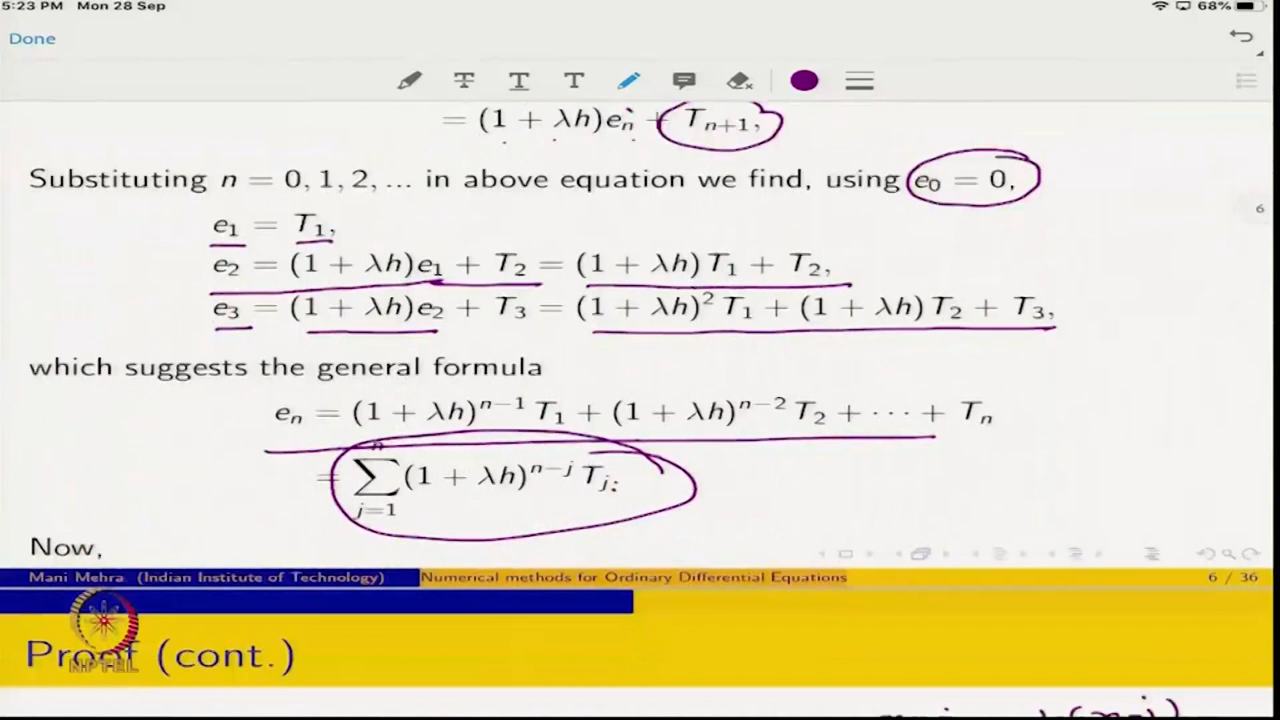 5:23 PM Mon 28 Sep 68%
Done
T T T
= (1 + λh)eₙ + Tₙ₊₁,
Substituting n = 0, 1, 2, ... in above equation we find, using e₀ = 0,
6
e₁ = T₁,
e₂ = (1 + λh)e₁ + T₂ = (1 + λh)T₁ + T₂,
e₃ = (1 + λh)e₂ + T₃ = (1 + λh)²T₁ + (1 + λh)T₂ + T₃,
which suggests the general formula
eₙ = (1 + λh)ⁿ⁻¹T₁ + (1 + λh)ⁿ⁻²T₂ + ··· + Tₙ
= ∑ⁿⱼ₌₁(1 + λh)ⁿ⁻ʲTⱼ.
Now,
Mani Mehra (Indian Institute of Technology) Numerical methods for Ordinary Differential Equations 6 / 36
Proof (cont.)
NPTEL